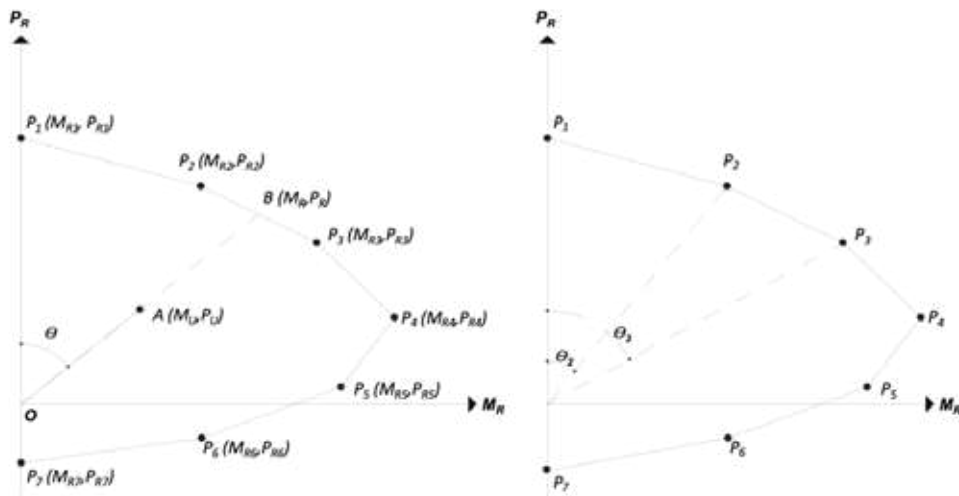 P_R
P_1 (M_R1, P_R1)
P_2 (M_R2,P_R2)
B (M_R,P_R)
P_3 (M_R3,P_R3)
A (M_U,P_U)
Θ
P_4 (M_R4,P_R4)
P_5 (M_R5,P_R5)
O
M_R
P_6 (M_R6,P_R6)
P_7 (M_R7,P_R7)
P_R
P_1
P_2
P_3
Θ_3
P_4
Θ_2
P_5
M_R
P_6
P_7